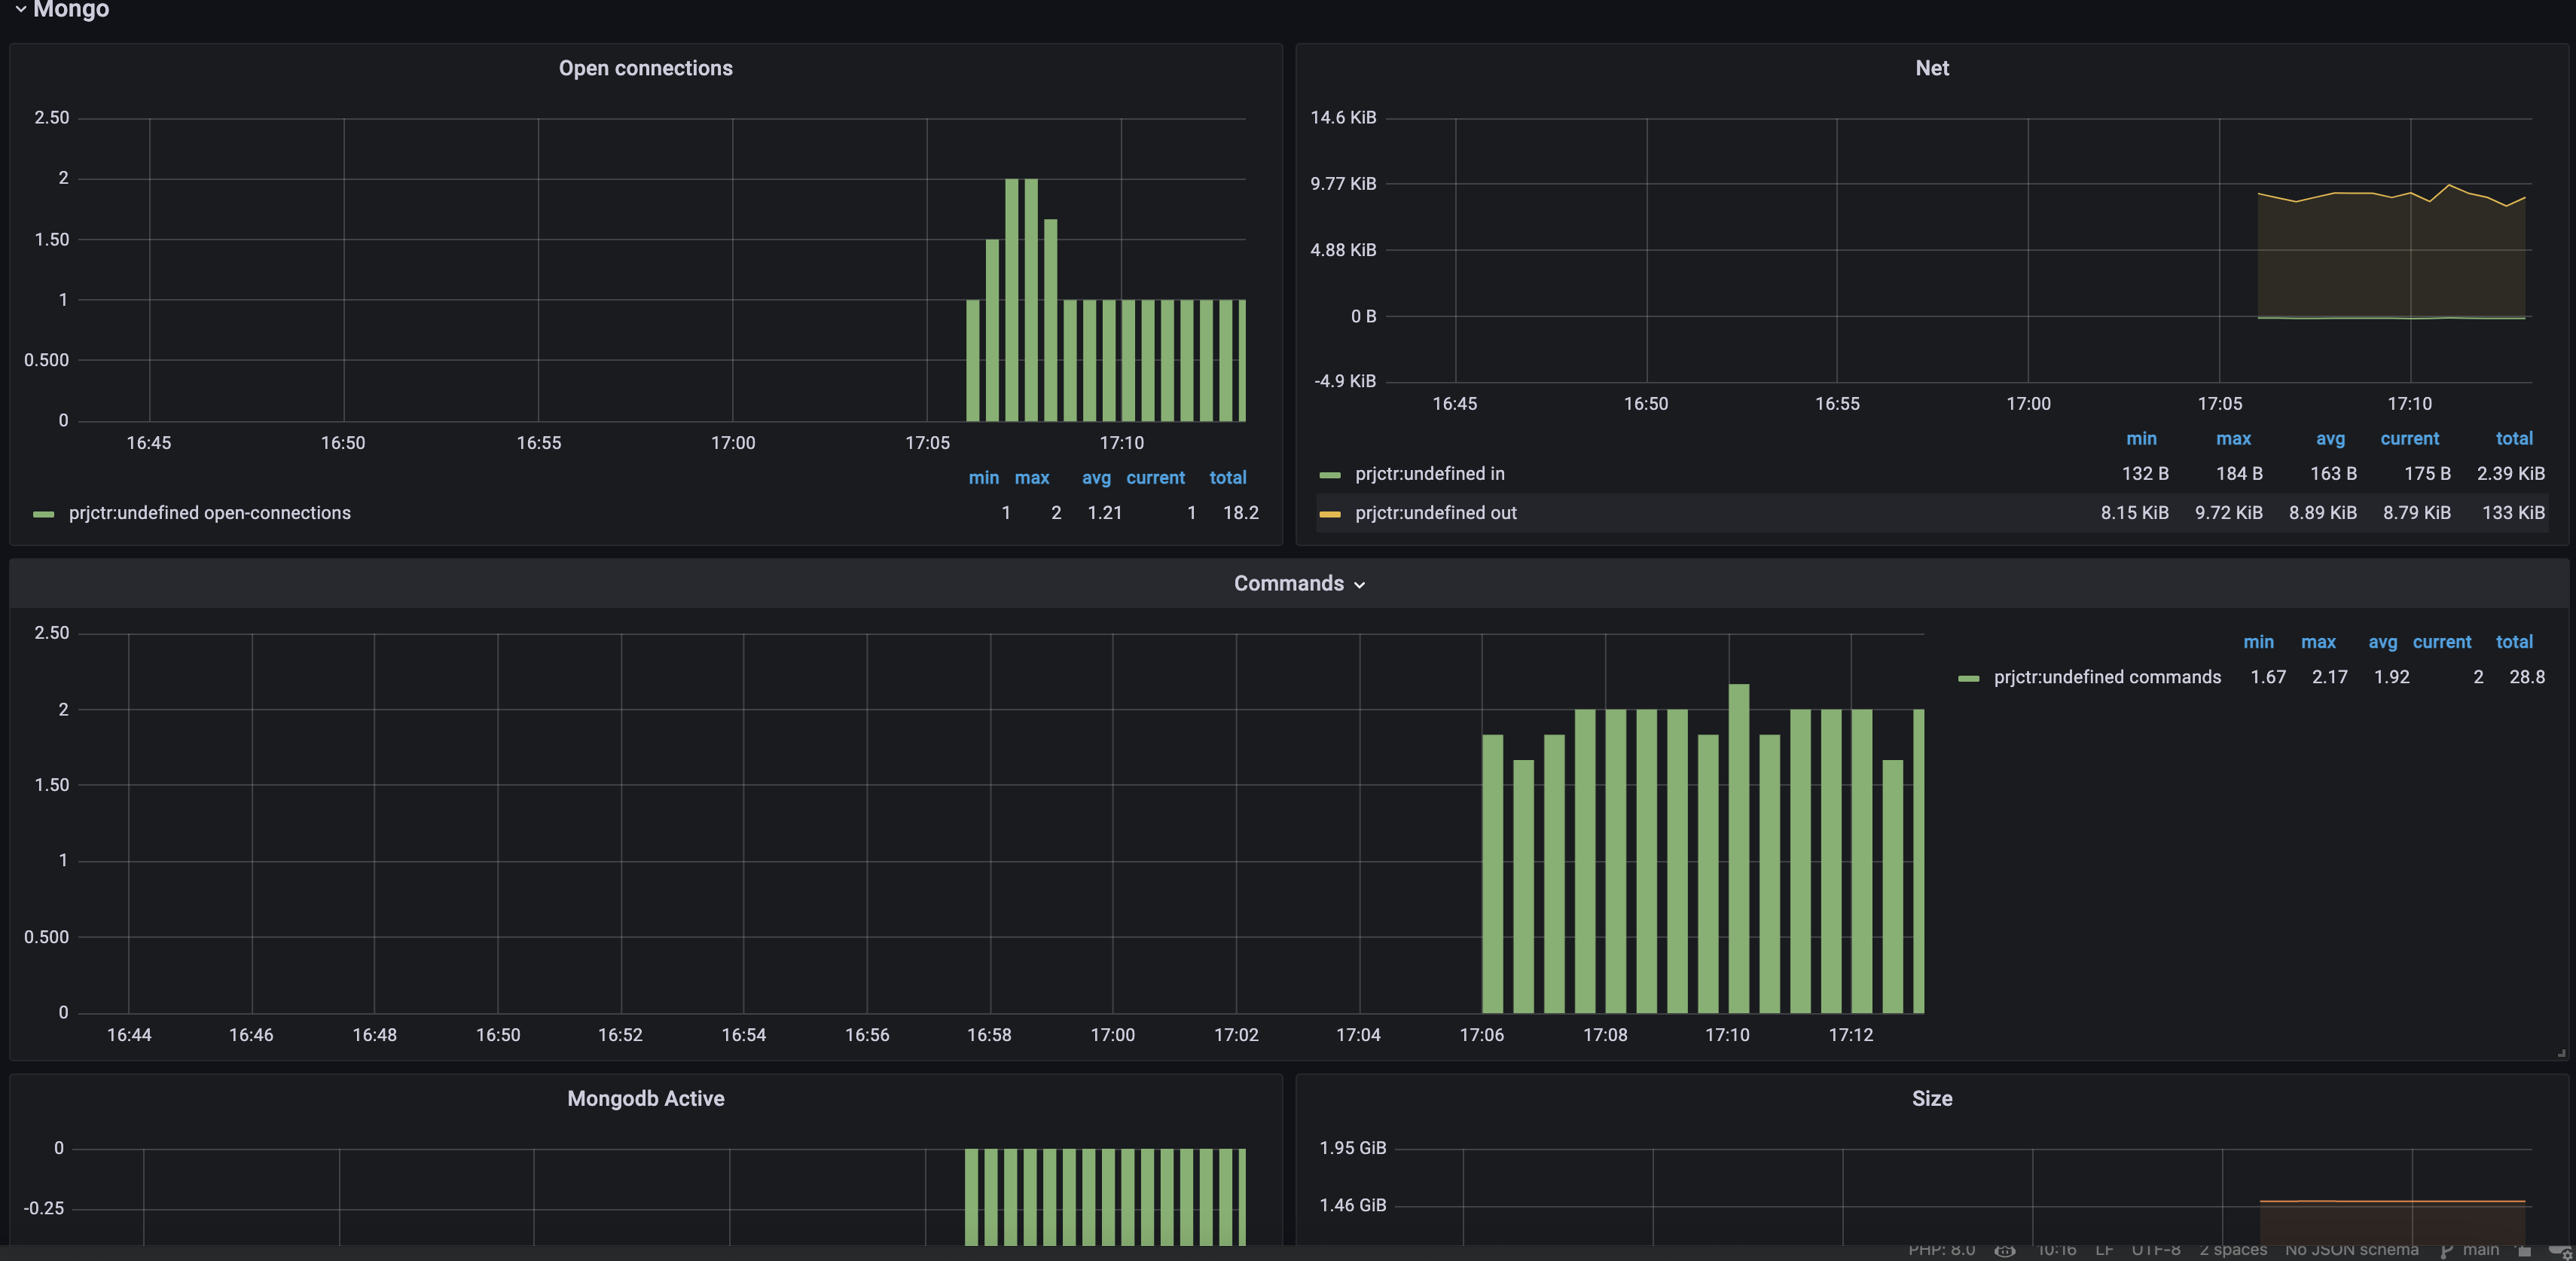 Mongo
Open connections
2.50
2
1.50
1
0.500
0
16:45 16:50 16:55 17:00 17:05 17:10
min max avg current total
prjctr:undefined open-connections 1 2 1.21 1 18.2
Net
14.6 KiB
9.77 KiB
4.88 KiB
0 B
-4.9 KiB
16:45 16:50 16:55 17:00 17:05 17:10
min max avg current total
prjctr:undefined in 132 B 184 B 163 B 175 B 2.39 KiB
prjctr:undefined out 8.15 KiB 9.72 KiB 8.89 KiB 8.79 KiB 133 KiB
Commands
2.50
2
1.50
1
0.500
0
16:44 16:46 16:48 16:50 16:52 16:54 16:56 16:58 17:00 17:02 17:04 17:06 17:08 17:10 17:12
min max avg current total
prjctr:undefined commands 1.67 2.17 1.92 2 28.8
Mongodb Active
0
-0.25
Size
1.95 GiB
1.46 GiB
PHP: 8.0 10:16 LF UTF-8 2 spaces No JSON schema main